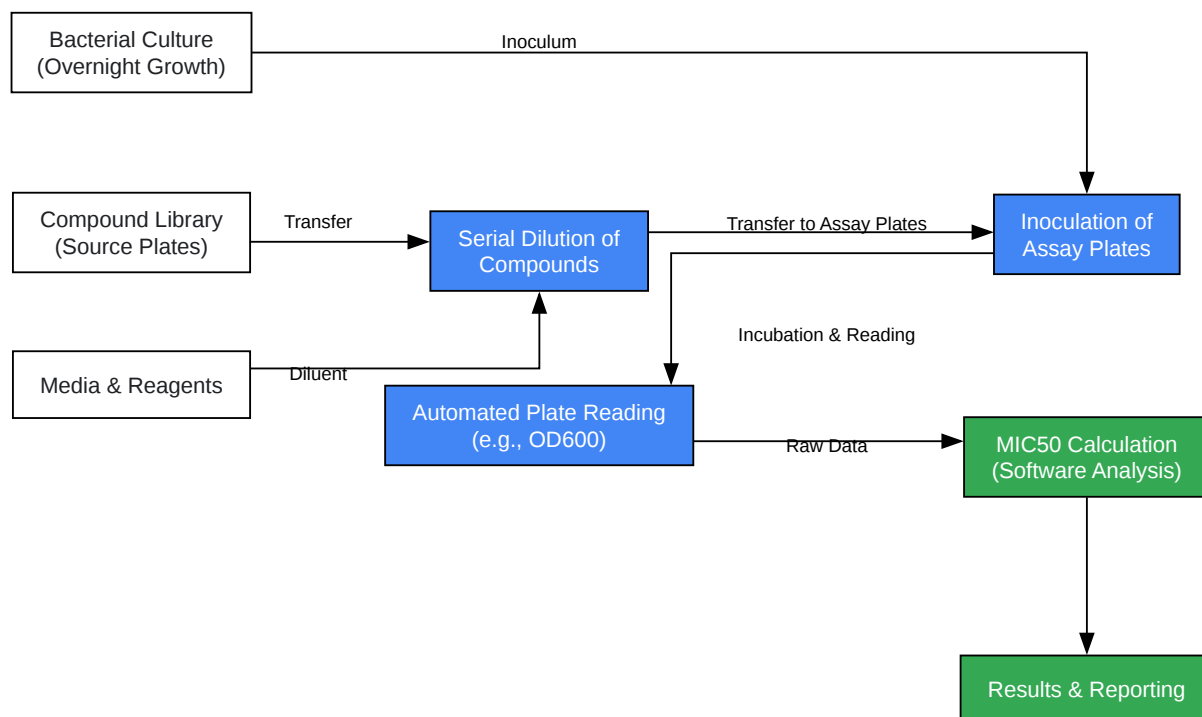 Bacterial Culture
(Overnight Growth)
Inoculum
Compound Library
(Source Plates)
Transfer
Serial Dilution of
Compounds
Transfer to Assay Plates
Inoculation of
Assay Plates
Incubation & Reading
Media & Reagents
Diluent
Automated Plate Reading
(e.g., OD600)
Raw Data
MIC50 Calculation
(Software Analysis)
Results & Reporting